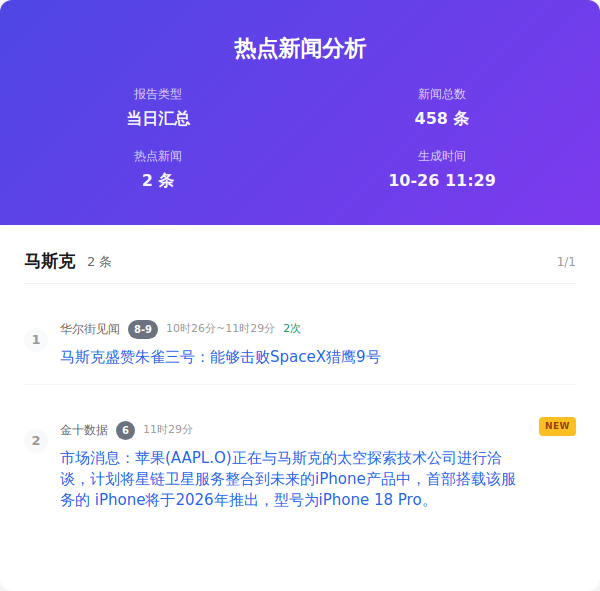 热点新闻分析
报告类型
新闻总数
当日汇总
458 条
热点新闻
生成时间
2 条
10-26 11:29
马斯克 2 条 1/1
1
华尔街见闻 8-9 10时26分~11时29分 2次
马斯克盛赞朱雀三号：能够击败SpaceX猎鹰9号
2
金十数据 6 11时29分 NEW
市场消息：苹果(AAPL.O)正在与马斯克的太空探索技术公司进行洽
谈，计划将星链卫星服务整合到未来的iPhone产品中，首部搭载该服
务的 iPhone将于2026年推出，型号为iPhone 18 Pro。